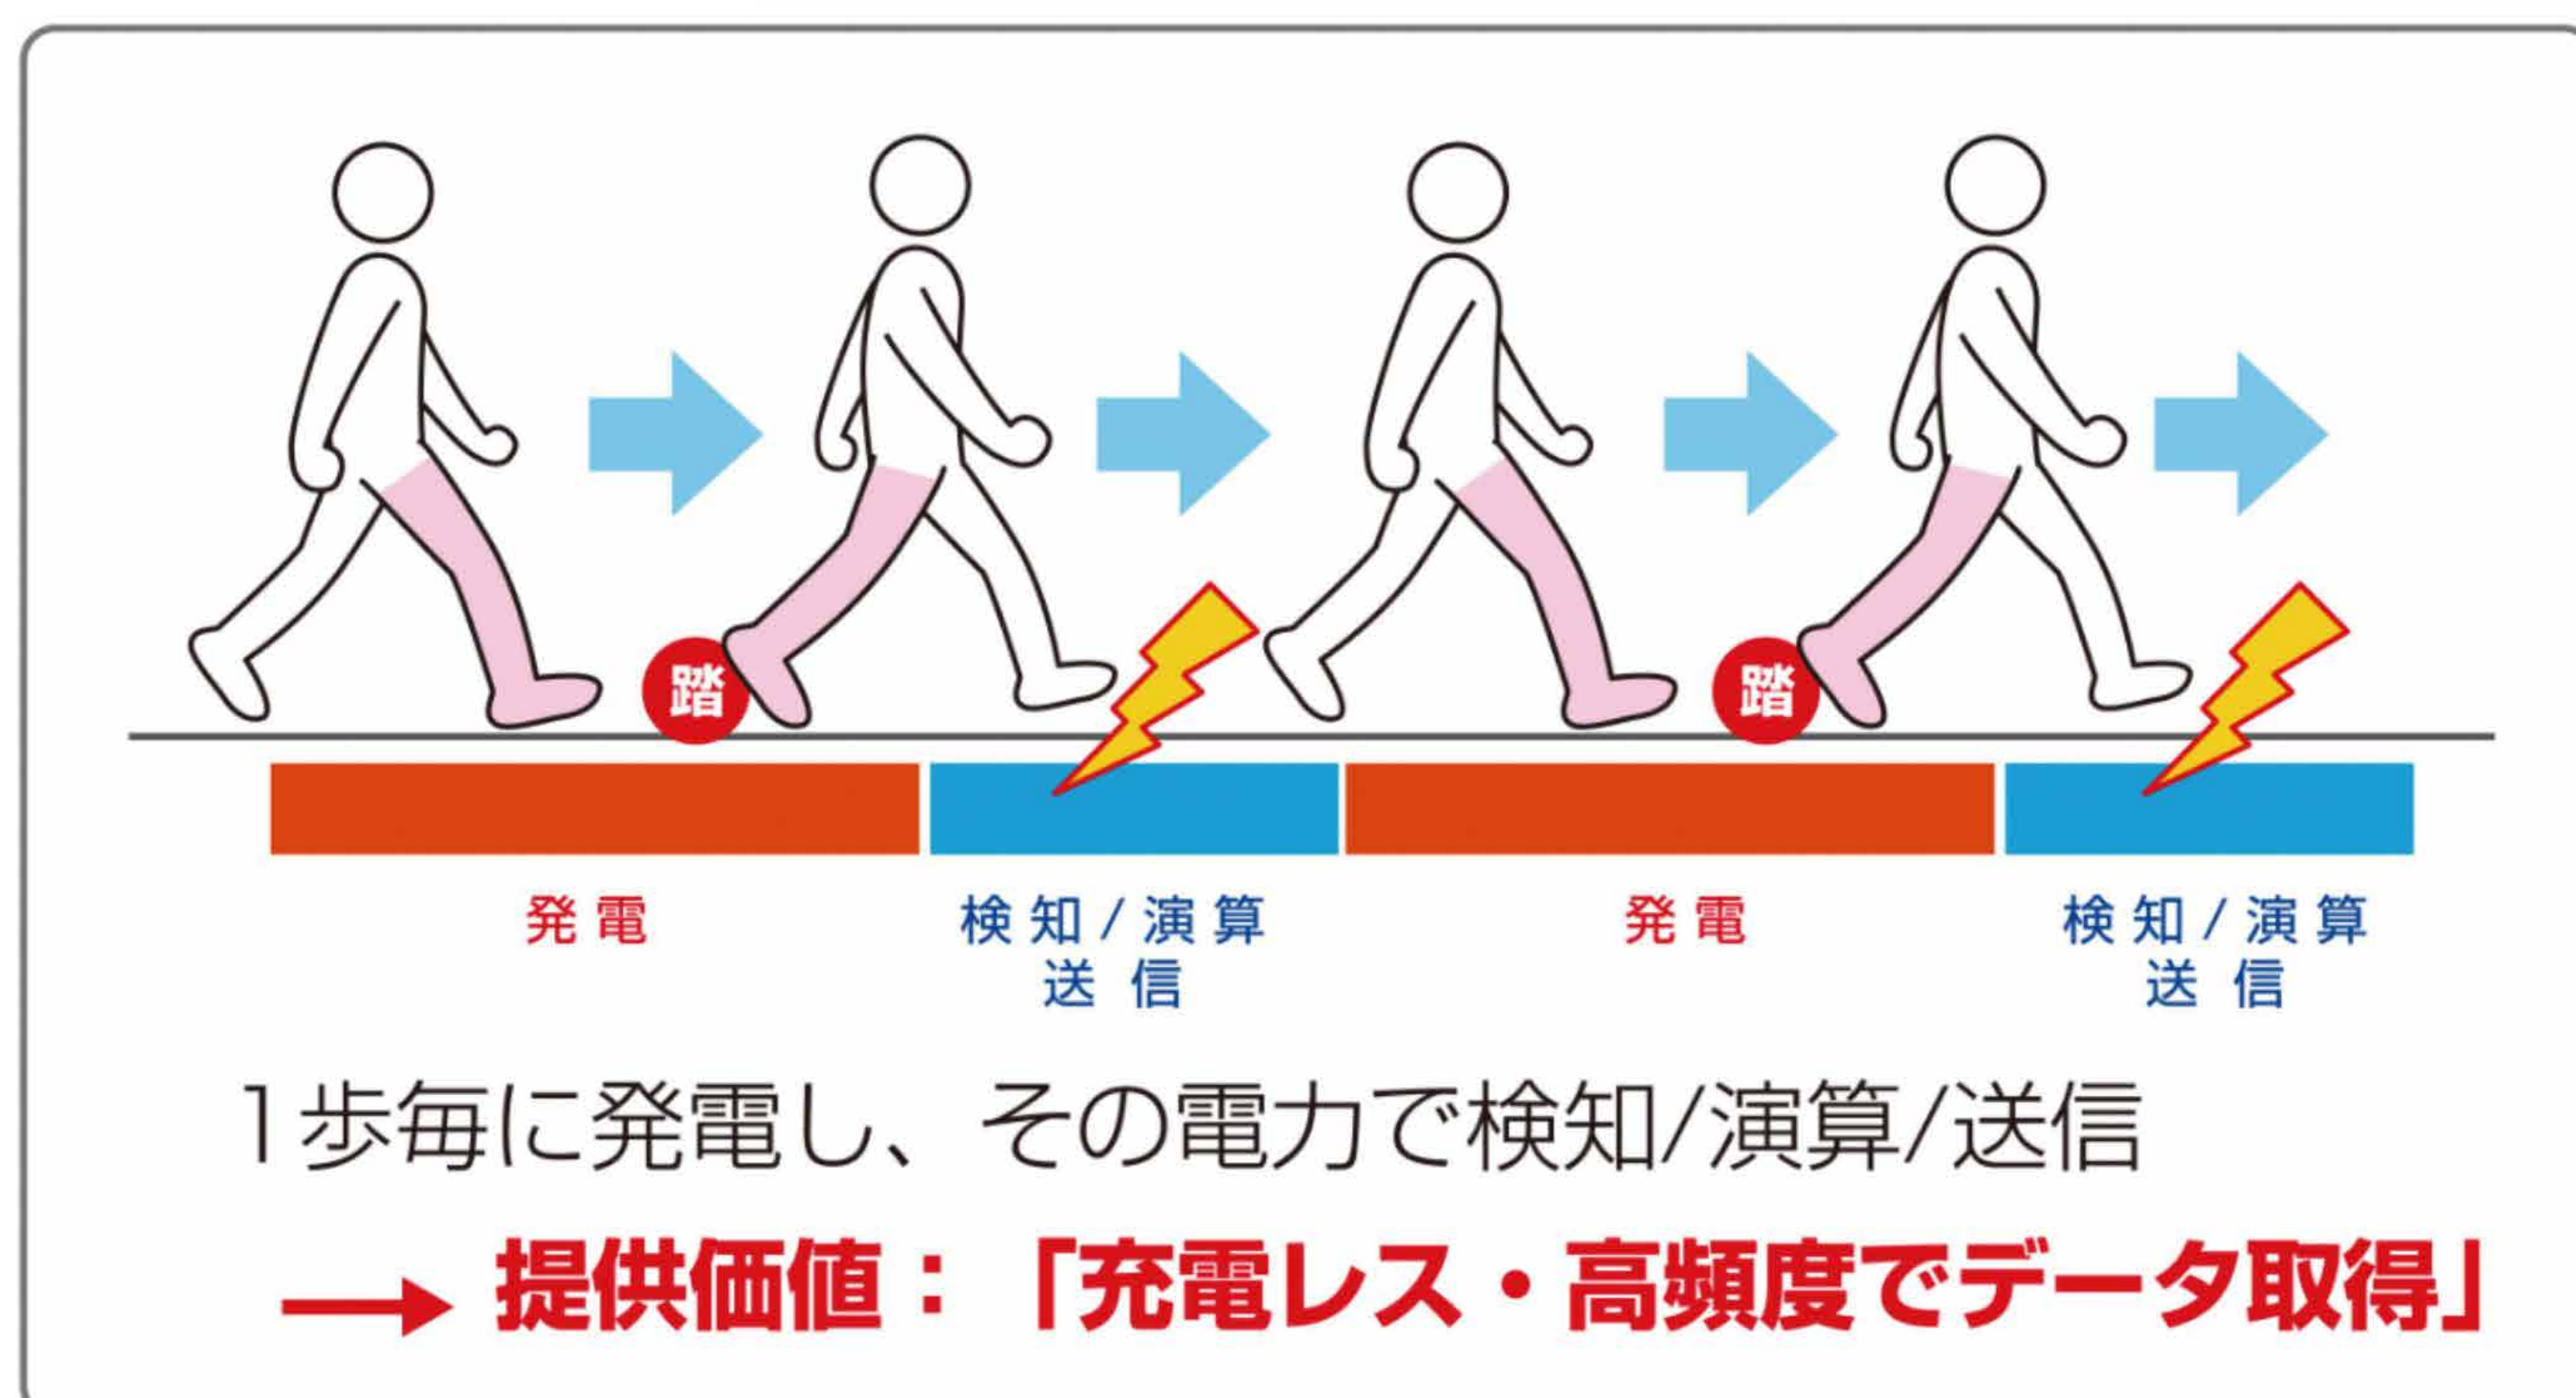 踏
踏
発電
検知/演算
送信
発電
検知/演算
送信
1歩毎に発電し、その電力で検知/演算/送信
→ 提供価値：「充電レス・高頻度でデータ取得」